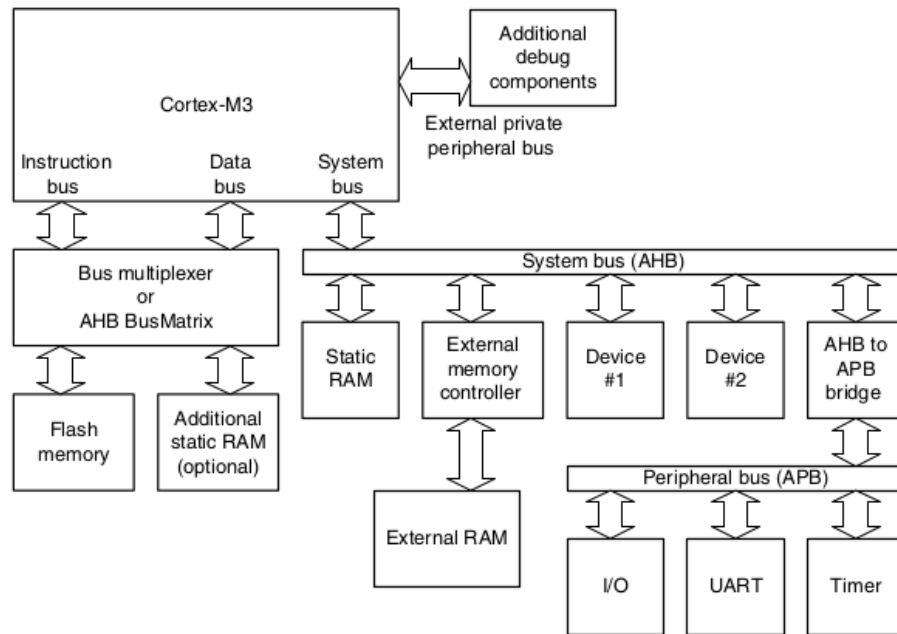 Additional
debug
components
Cortex-M3
External private
peripheral bus
Instruction
bus
Data
bus
System
bus
Bus multiplexer
or
AHB BusMatrix
System bus (AHB)
Static
RAM
External
memory
controller
Device
#1
Device
#2
AHB to
APB
bridge
Flash
memory
Additional
static RAM
(optional)
Peripheral bus (APB)
External RAM
I/O
UART
Timer